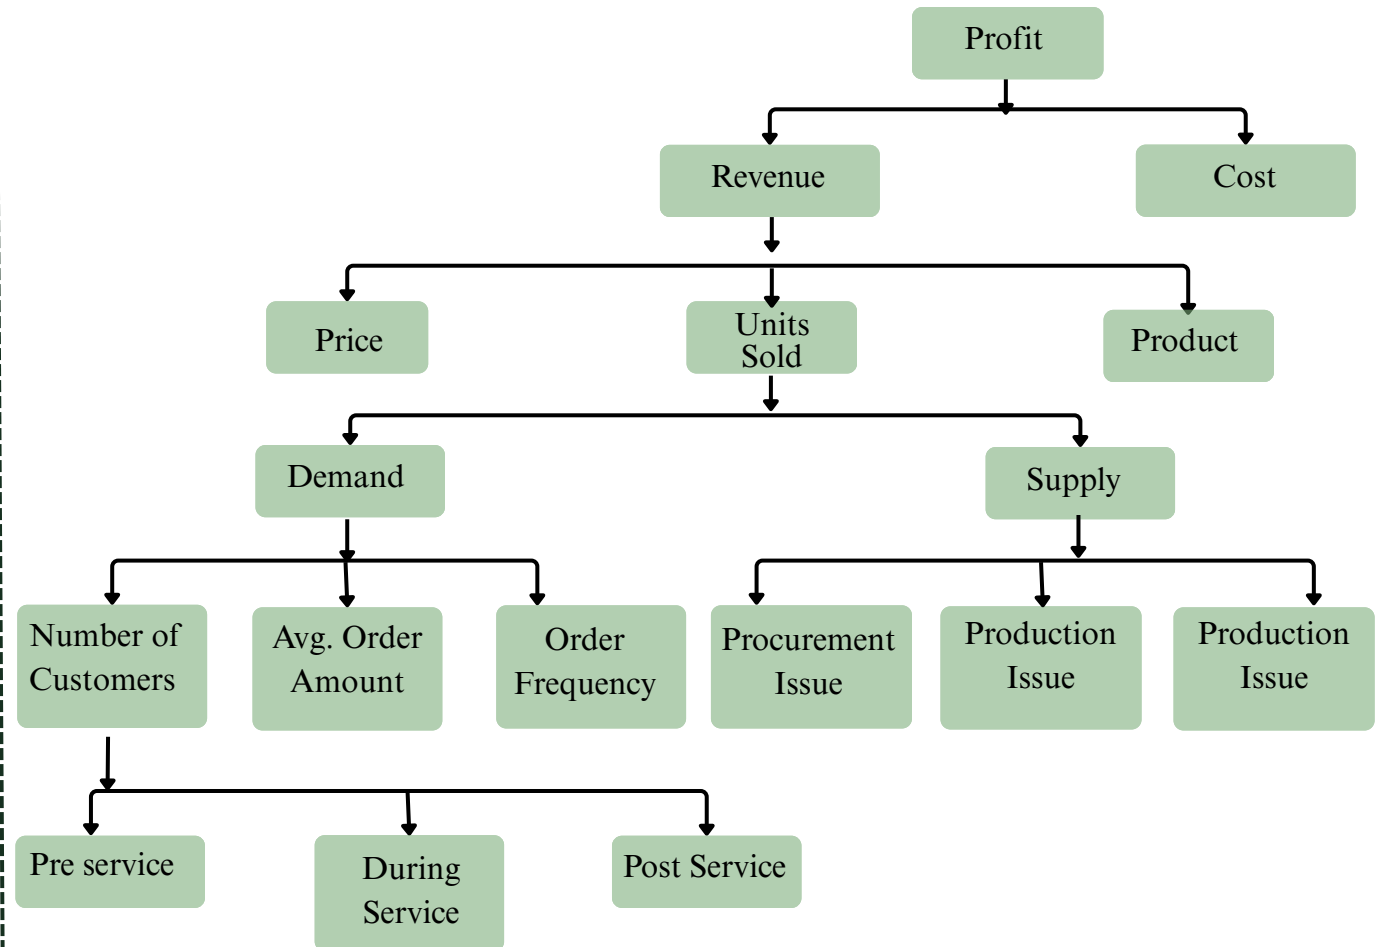 Profit
Revenue
Cost
Price
Units
Sold
Product
Demand
Supply
Number of
Customers
Avg. Order
Amount
Order
Frequency
Procurement
Issue
Production
Issue
Production
Issue
Pre service
During
Service
Post Service